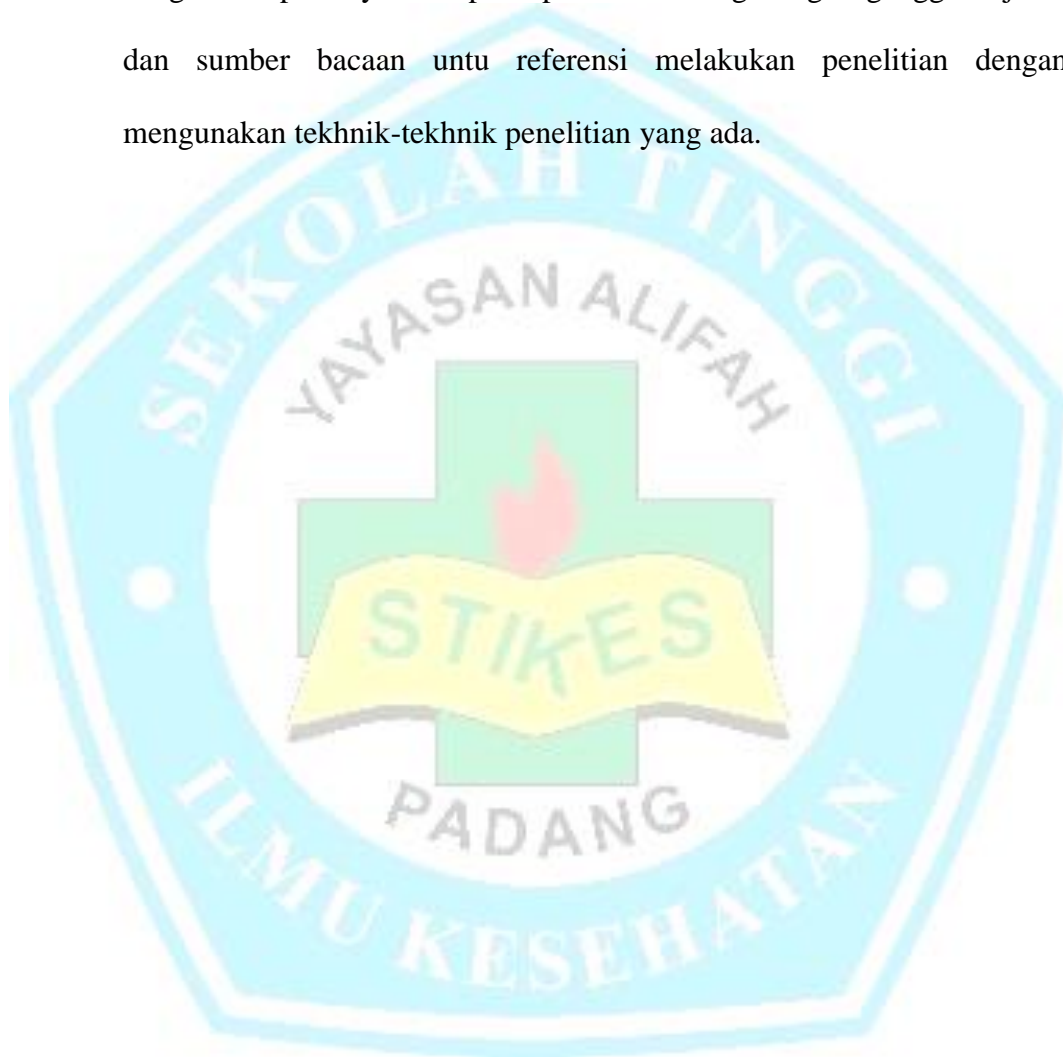 dan sumber bacaan untu referensi melakukan penelitian dengan
mengunakan tekhnik-tekhnik penelitian yang ada.
SEKOLAH TINGGI
YAYASAN ALIFAH
STIKES
PADANG
ILMU KESEHATAN